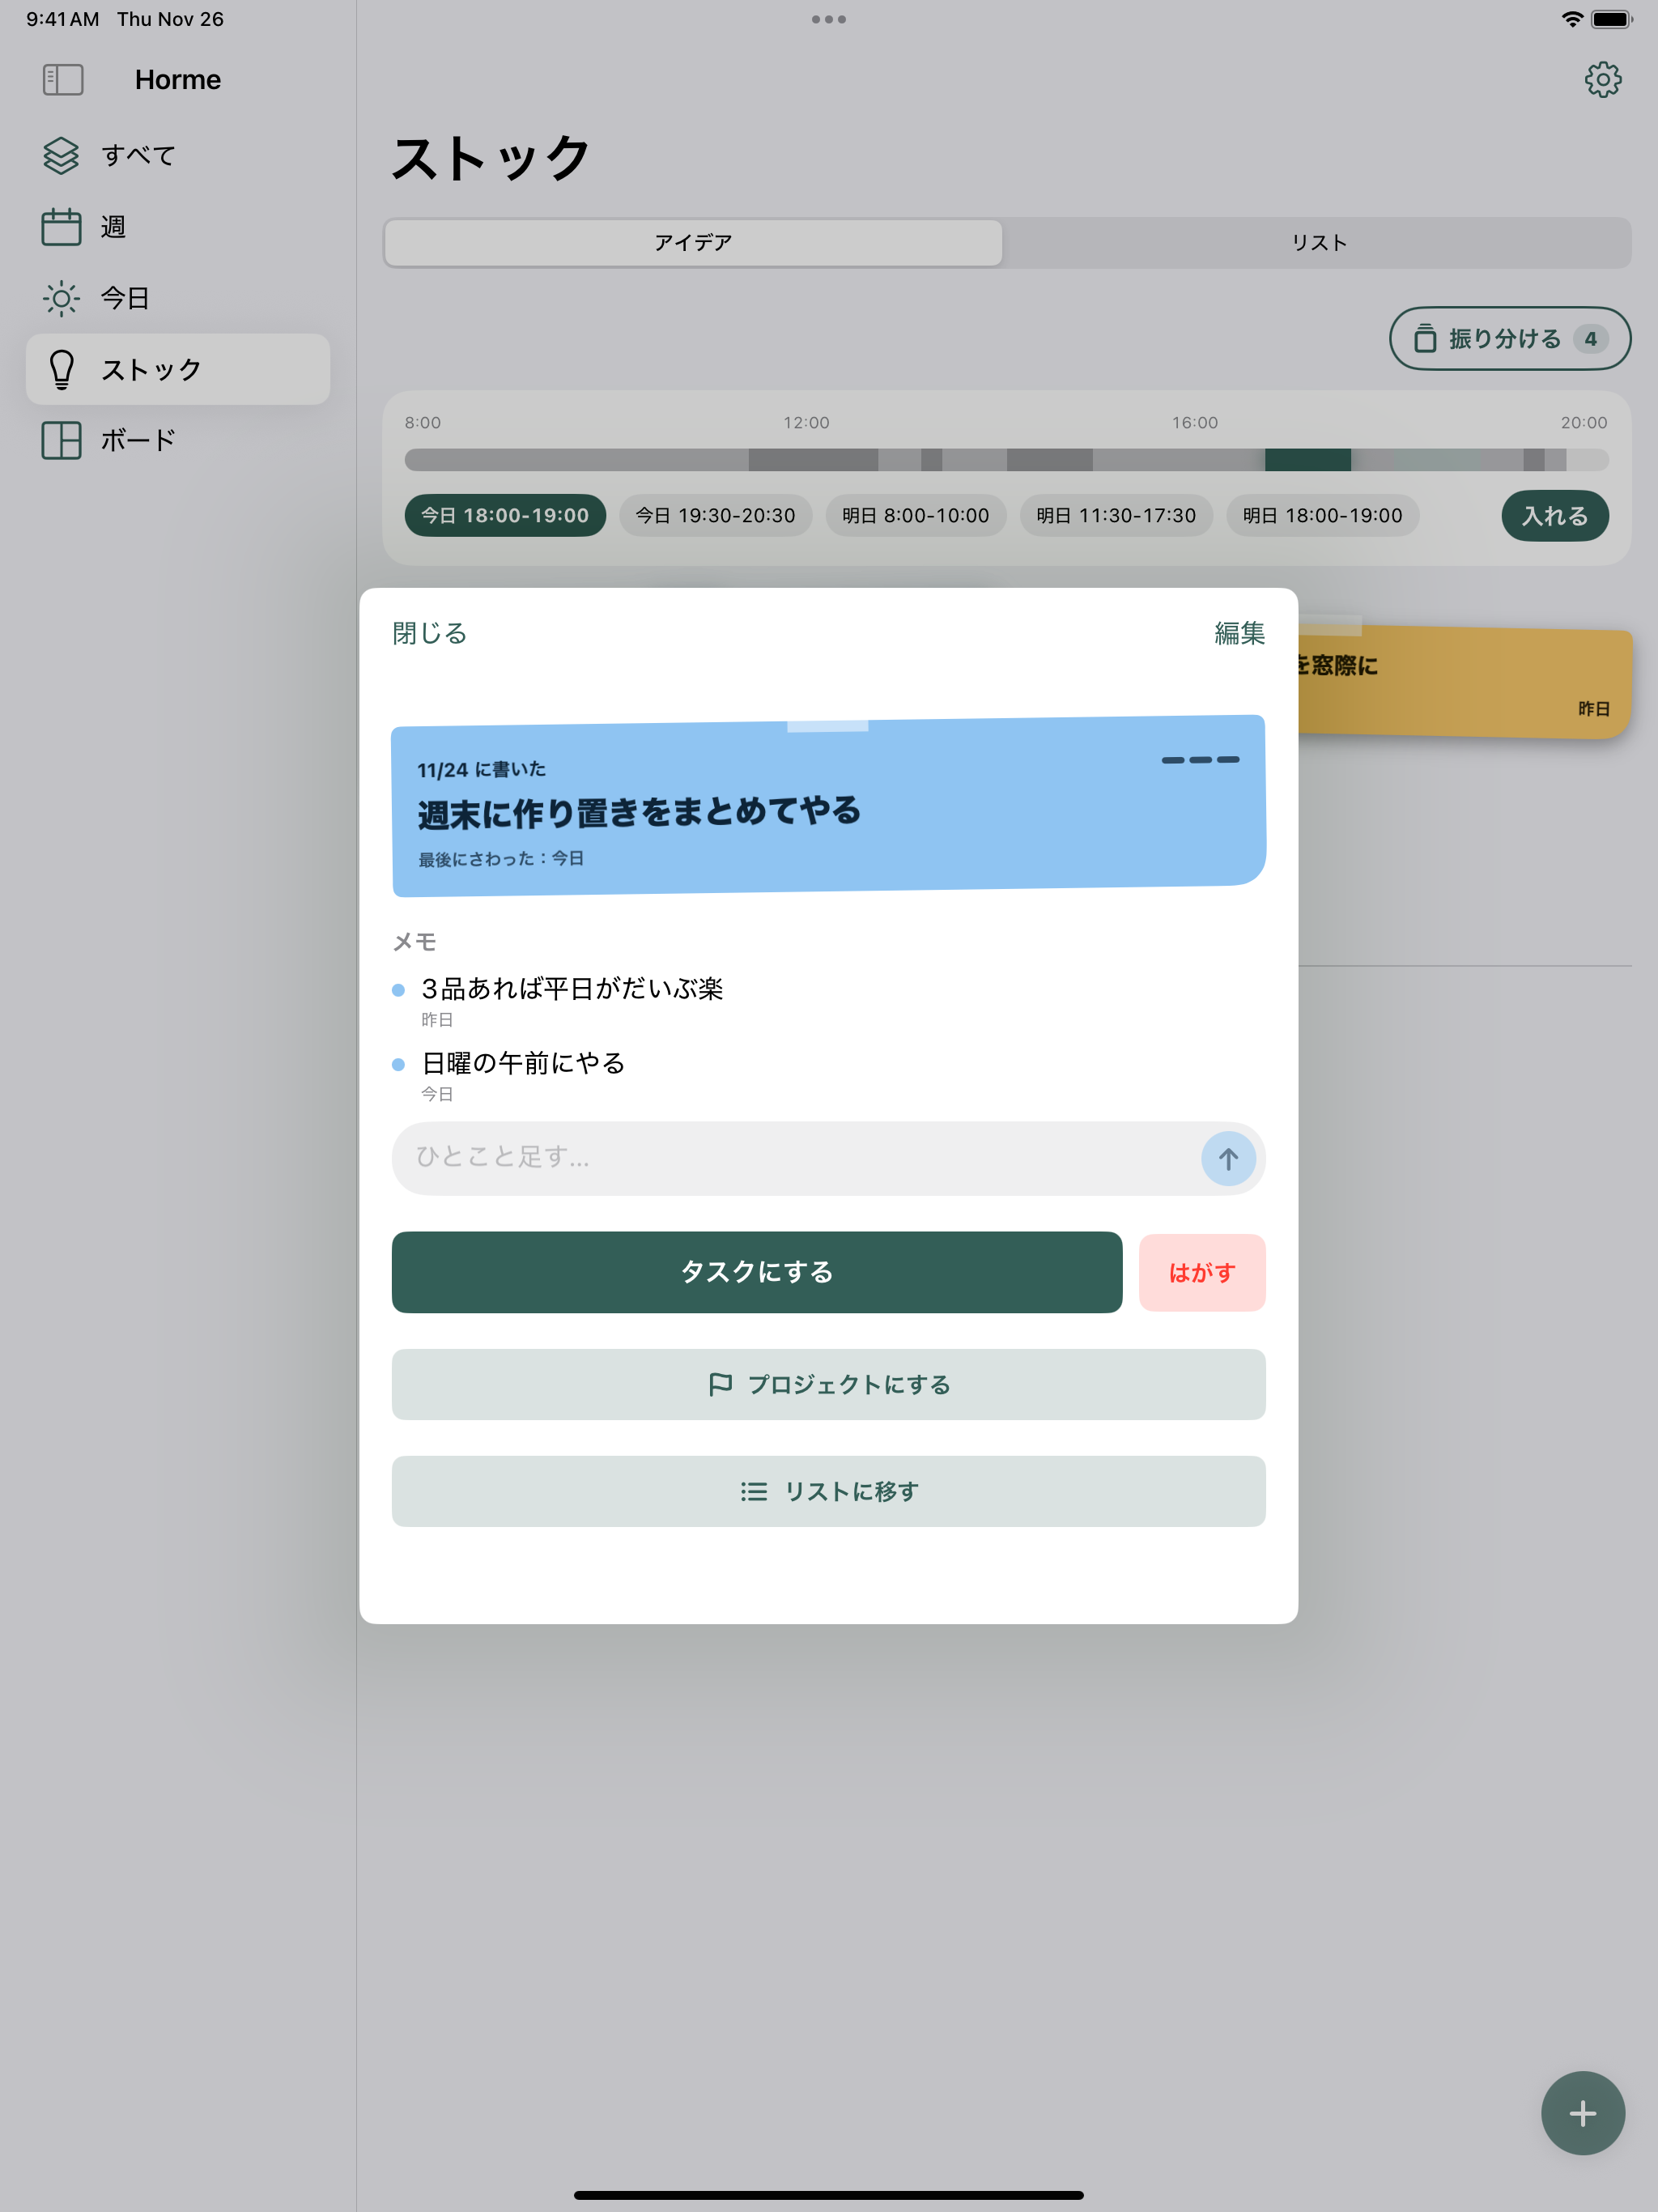 9:41 AM Thu Nov 26
Horme
すべて
週
今日
ストック
ボード
ストック
アイデア
リスト
振り分ける 4
8:00 12:00 16:00 20:00
今日 18:00-19:00 今日 19:30-20:30 明日 8:00-10:00 明日 11:30-17:30 明日 18:00-19:00 入れる
を窓際に
昨日
閉じる 編集
11/24 に書いた
週末に作り置きをまとめてやる
最後にさわった：今日
メモ
3品あれば平日がだいぶ楽
昨日
日曜の午前にやる
今日
ひとこと足す...
タスクにする はがす
プロジェクトにする
リストに移す